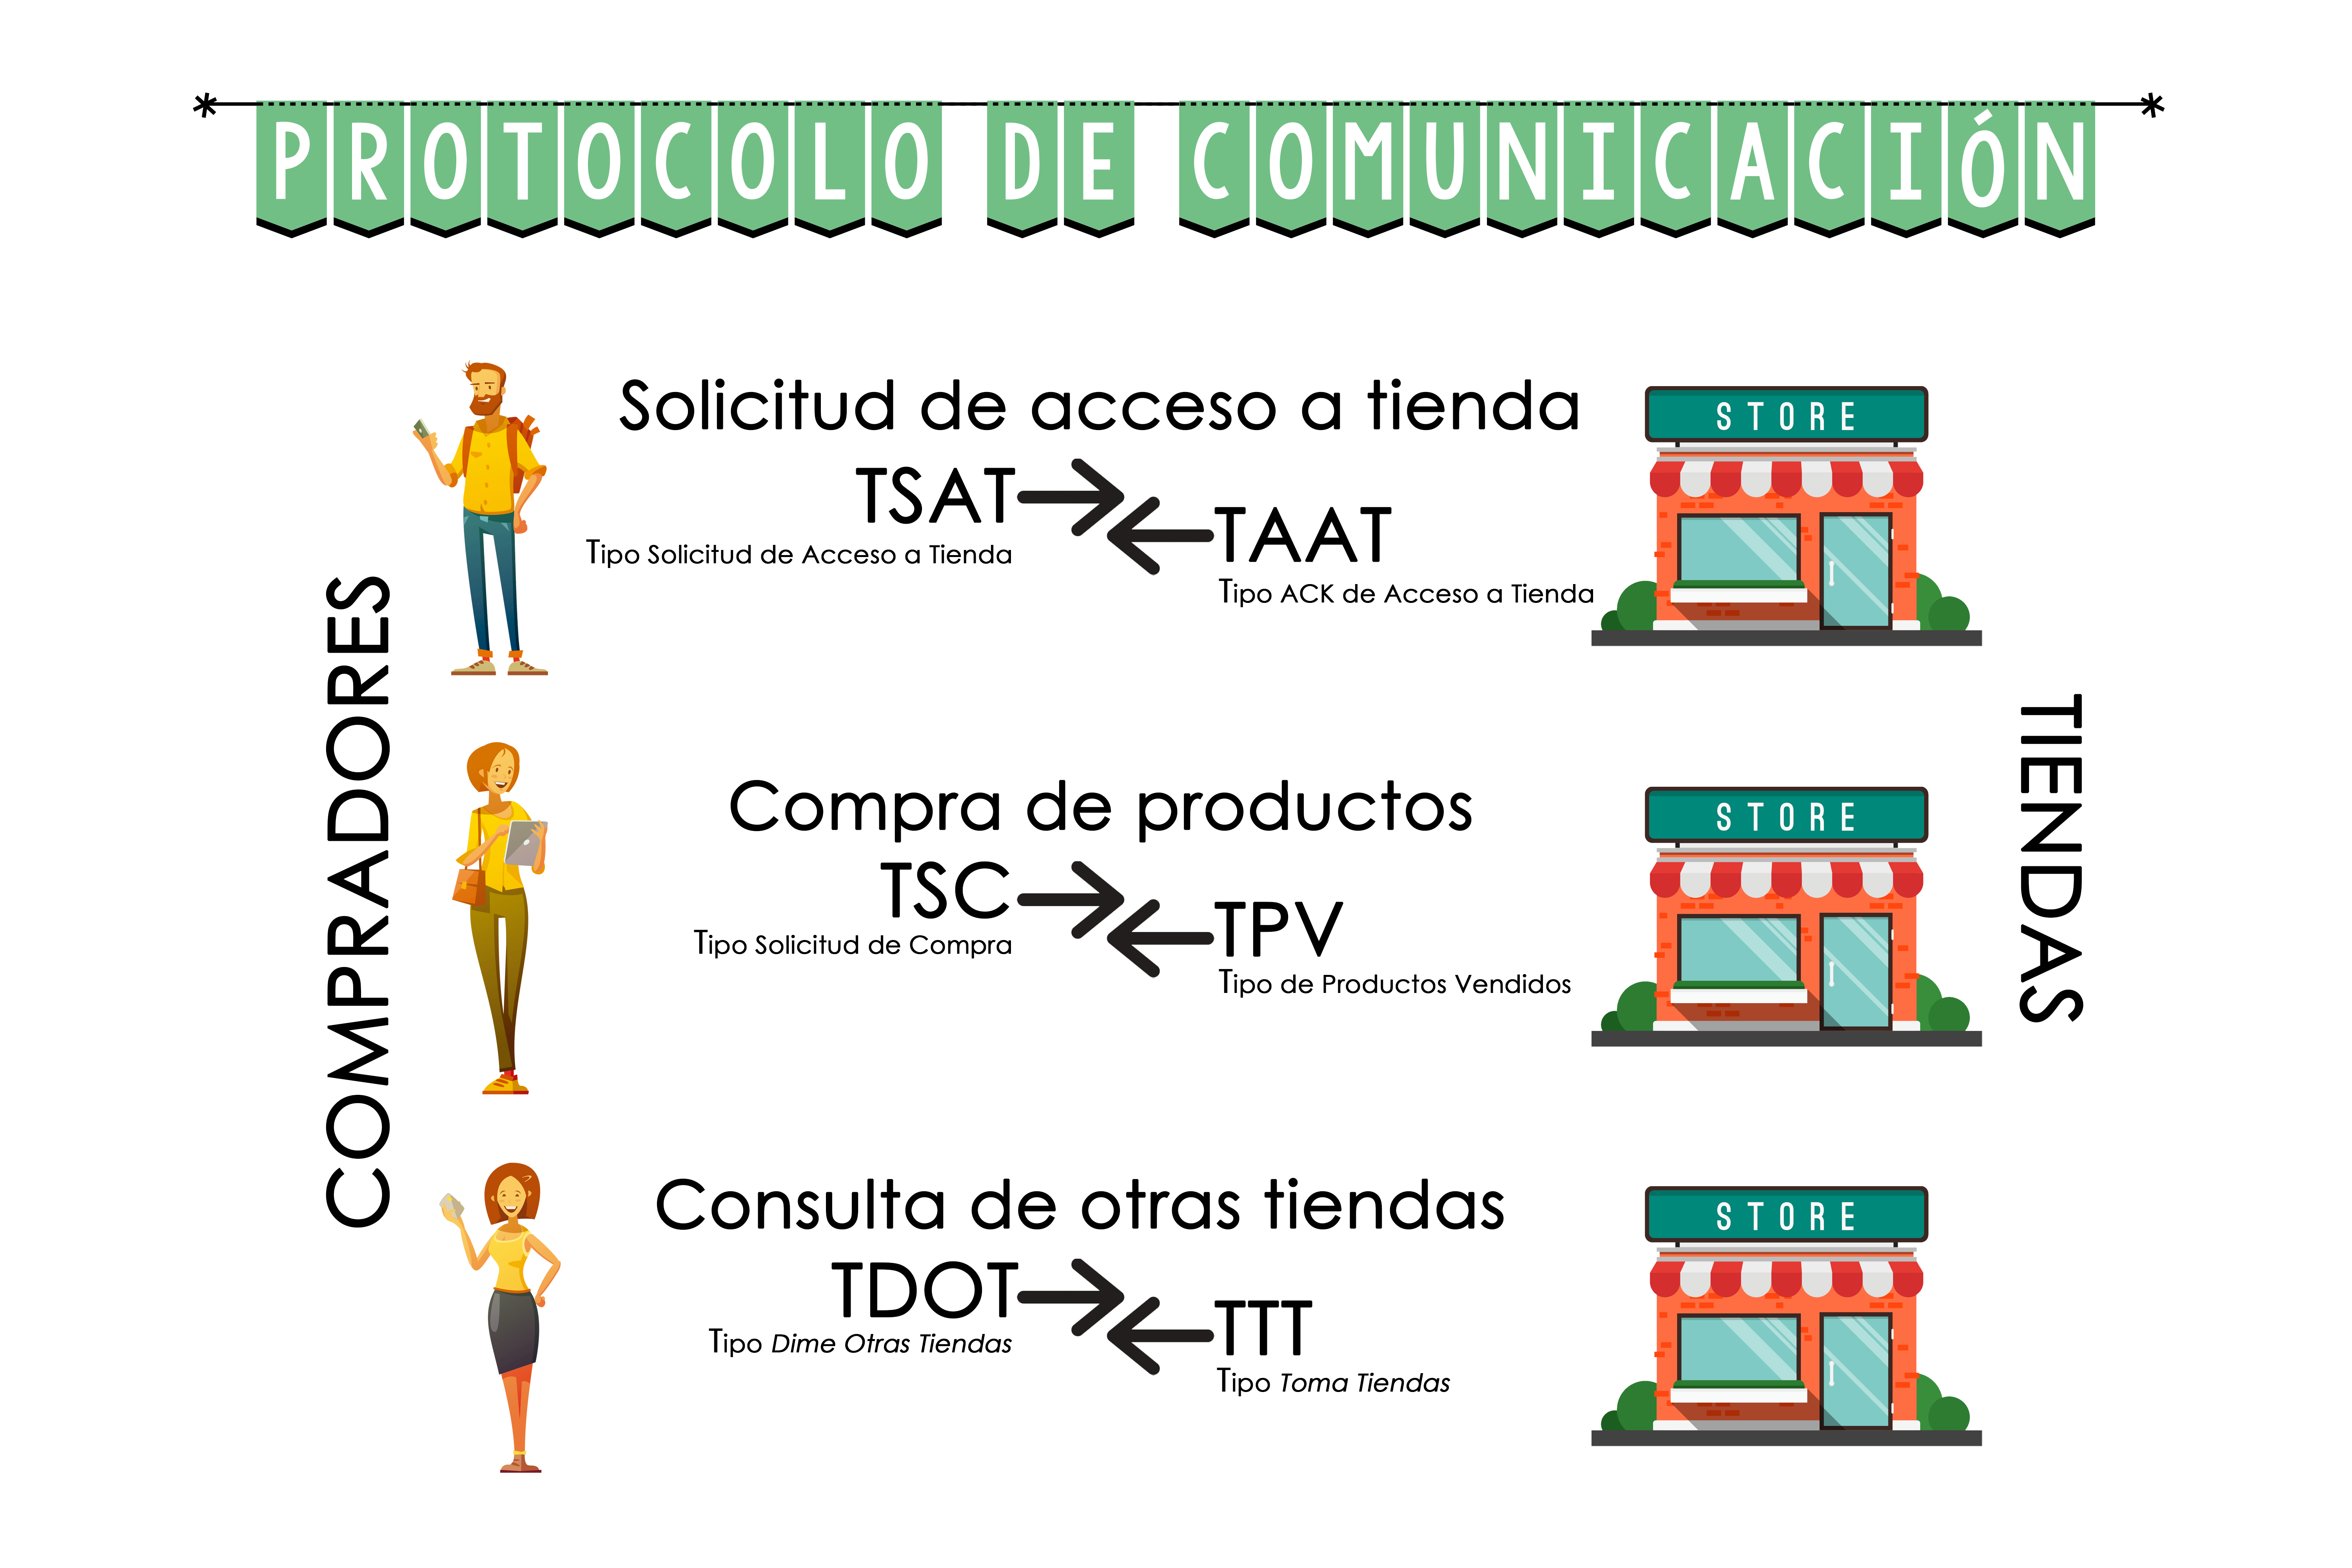 PROTOCOLO DE COMUNICACIÓN
COMPRADORES
Solicitud de acceso a tienda
TSAT
Tipo Solicitud de Acceso a Tienda
TAAT
Tipo ACK de Acceso a Tienda
STORE
Compra de productos
TSC
Tipo Solicitud de Compra
TPV
Tipo de Productos Vendidos
STORE
Consulta de otras tiendas
TDOT
Tipo Dime Otras Tiendas
TTT
Tipo Toma Tiendas
STORE
TIENDAS